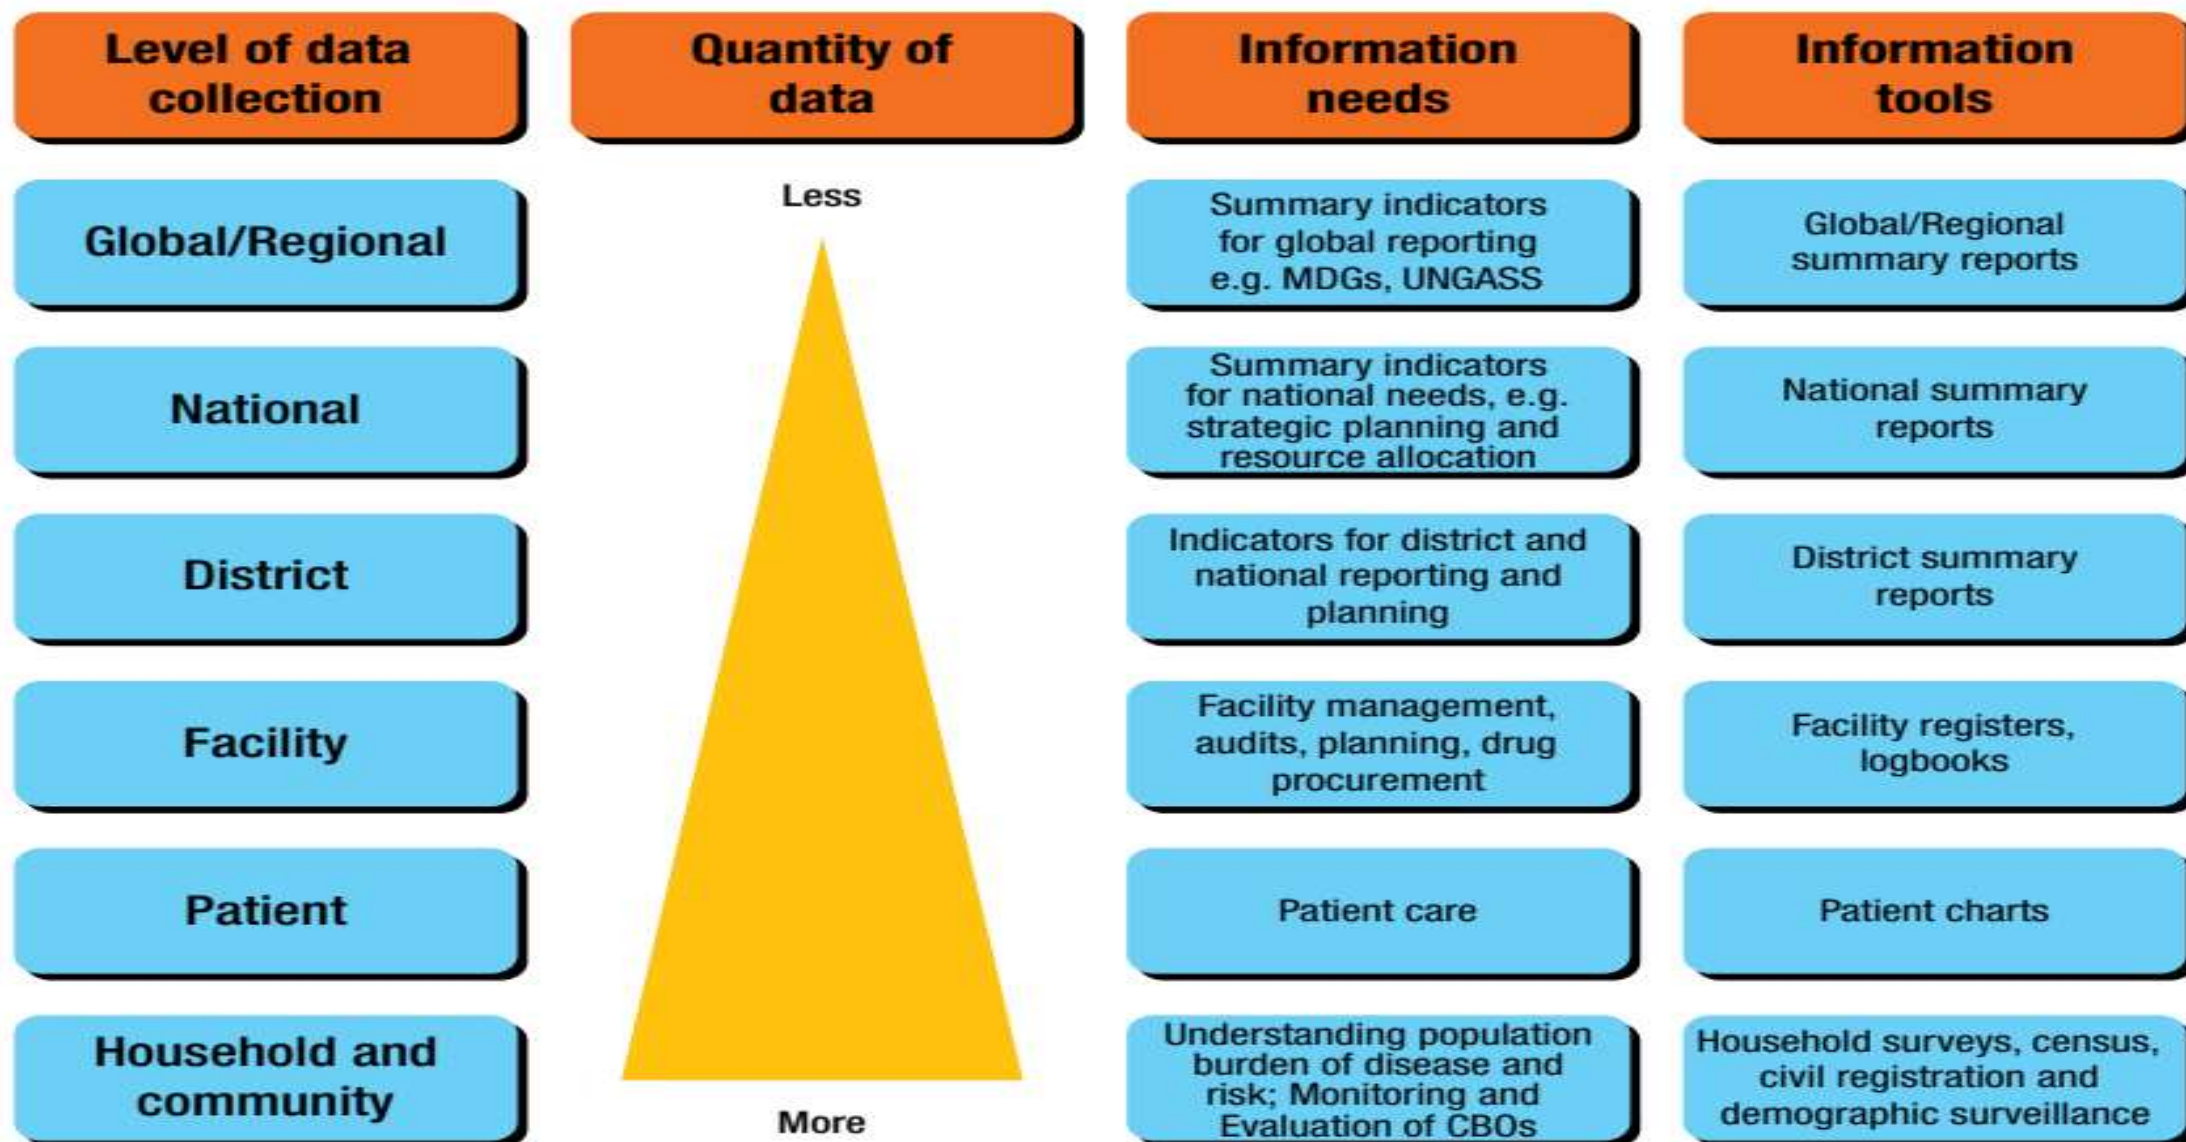 Level of data
collection
Quantity of
data
Information
needs
Information
tools
Global/Regional
Less
Summary indicators
for global reporting
e.g. MDGs, UNGASS
Global/Regional
summary reports
National
Summary indicators
for national needs, e.g.
strategic planning and
resource allocation
National summary
reports
District
Indicators for district and
national reporting and
planning
District summary
reports
Facility
Facility management,
audits, planning, drug
procurement
Facility registers,
logbooks
Patient
Patient care
Patient charts
Household and
community
More
Understanding population
burden of disease and
risk; Monitoring and
Evaluation of CBOs
Household surveys, census,
civil registration and
demographic surveillance